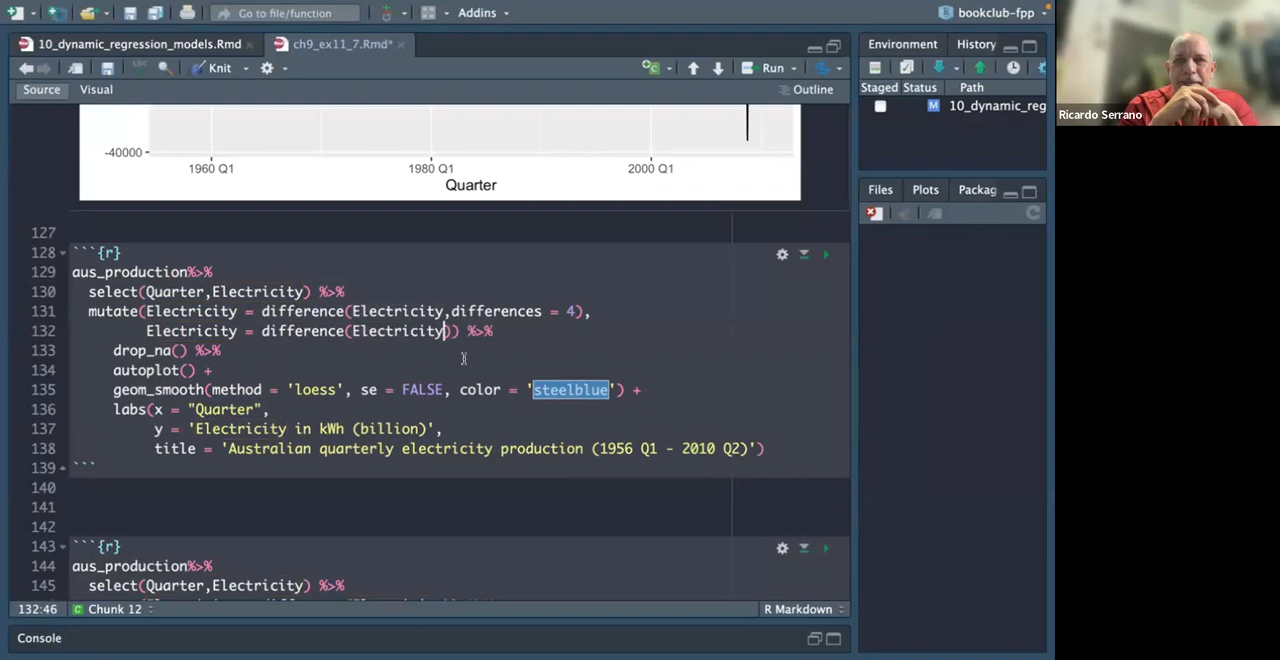 Go to file/function
Addins
bookclub-fpp
10_dynamic_regression_models.Rmd
ch9_ex11_7.Rmd*
Environment
History
ABC
Knit
Run
Source
Visual
Outline
Staged
Status
Path
M
10_dynamic_reg
Ricardo Serrano
-40000
1960 Q1
1980 Q1
2000 Q1
Quarter
Files
Plots
Packag
127
128 ```{r}
129 aus_production%>%
130 select(Quarter,Electricity) %>%
131 mutate(Electricity = difference(Electricity,differences = 4),
132 Electricity = difference(Electricity)) %>%
133 drop_na() %>%
134 autoplot() +
135 geom_smooth(method = 'loess', se = FALSE, color = 'steelblue') +
136 labs(x = "Quarter",
137 y = 'Electricity in kWh (billion)',
138 title = 'Australian quarterly electricity production (1956 Q1 - 2010 Q2)')
139 ```
140
141
142
143 ```{r}
144 aus_production%>%
145 select(Quarter,Electricity) %>%
132:46
C Chunk 12
R Markdown
Console